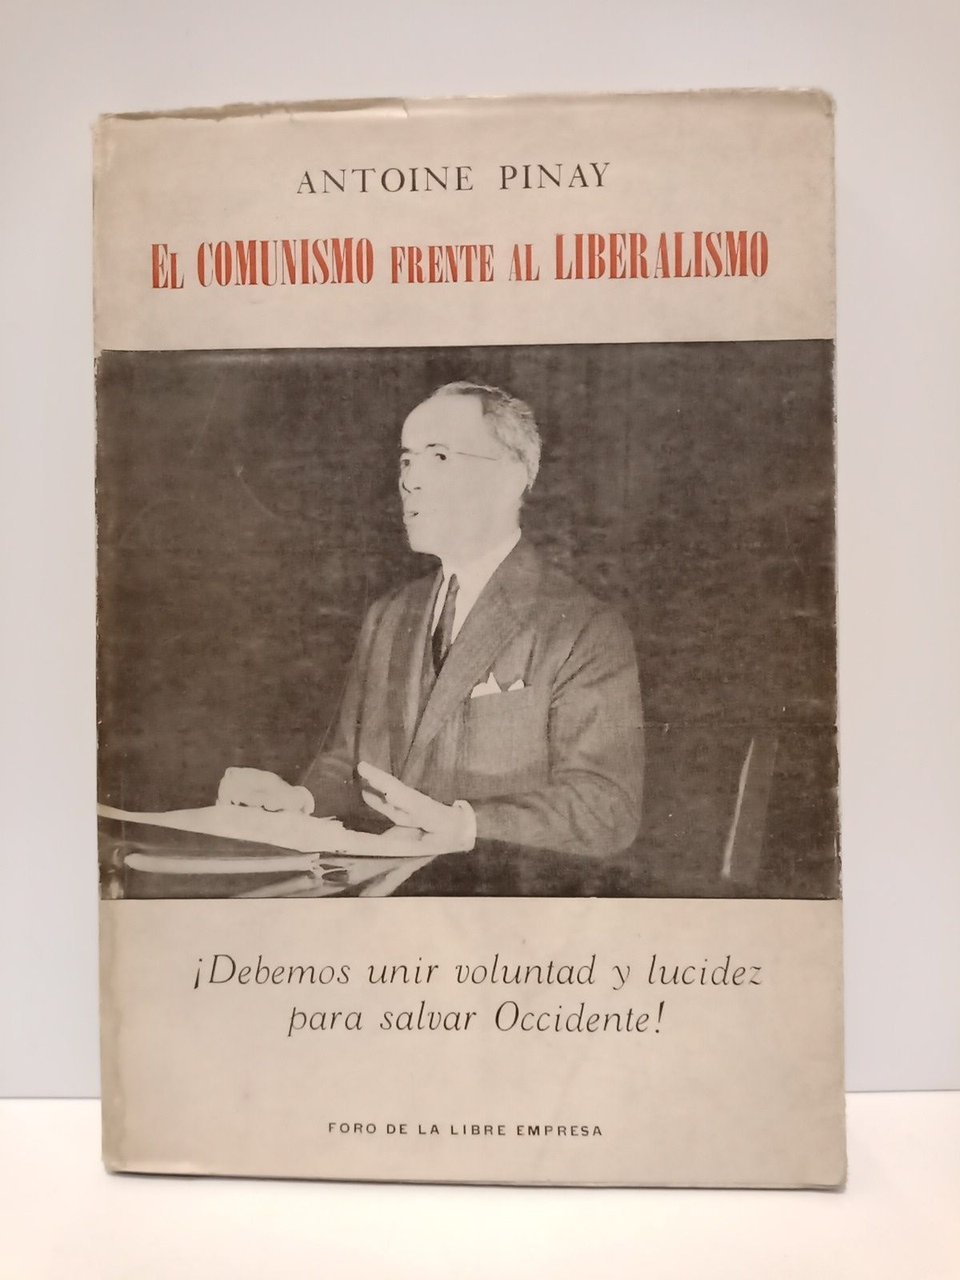 ANTOINE PINAY
EL COMUNISMO FRENTE AL LIBERALISMO
¡Debemos unir voluntad y lucidez
para salvar Occidente!
FORO DE LA LIBRE EMPRESA